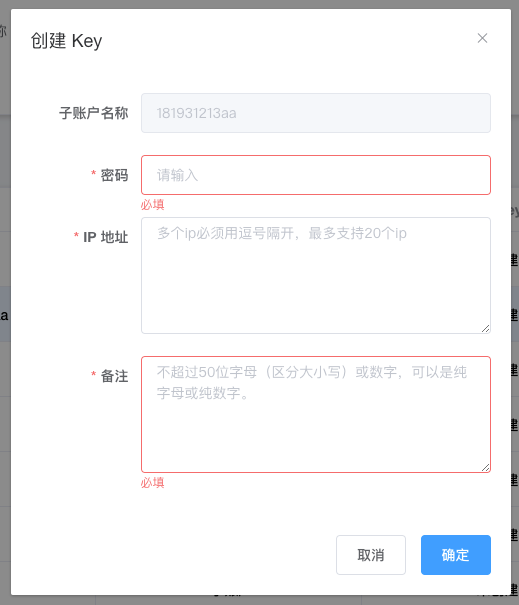 创建 Key
子账户名称
181931213aa
* 密码
请输入
必填
* IP 地址
多个ip必须用逗号隔开，最多支持20个ip
* 备注
不超过50位字母（区分大小写）或数字，可以是纯
字母或纯数字。
必填
取消
确定